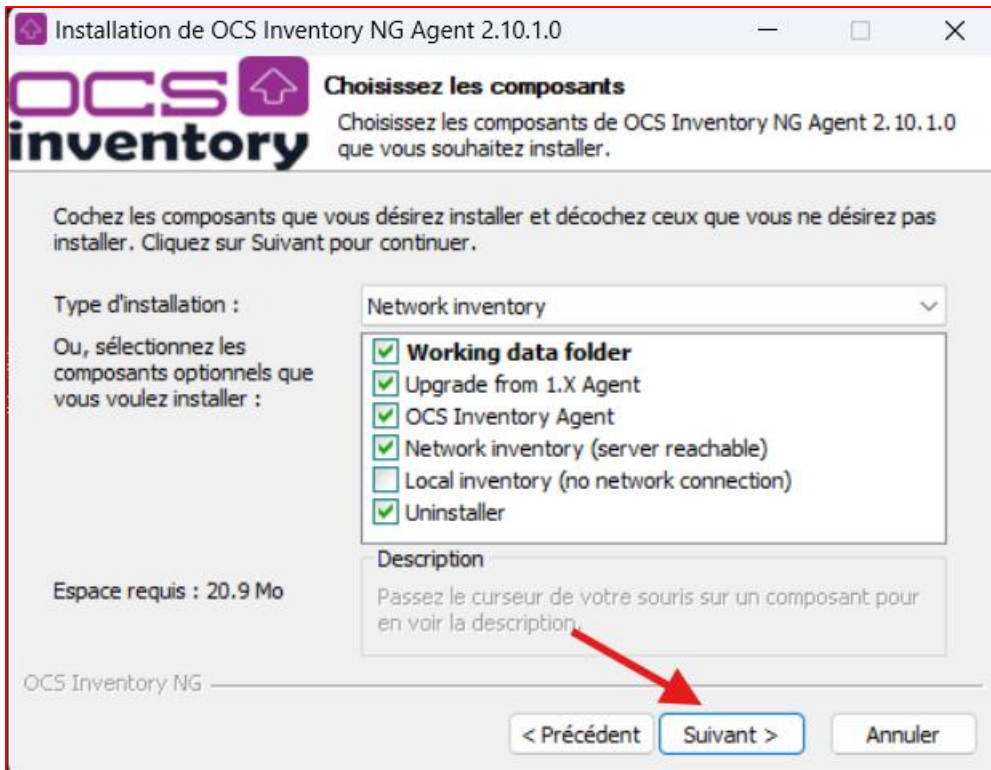 Installation de OCS Inventory NG Agent 2.10.1.0
OCS
inventory
Choisissez les composants
Choisissez les composants de OCS Inventory NG Agent 2.10.1.0
que vous souhaitez installer.
Cochez les composants que vous désirez installer et décochez ceux que vous ne désirez pas
installer. Cliquez sur Suivant pour continuer.
Type d'installation :
Network inventory
Ou, sélectionnez les
composants optionnels que
vous voulez installer :
Working data folder
Upgrade from 1.X Agent
OCS Inventory Agent
Network inventory (server reachable)
Local inventory (no network connection)
Uninstaller
Espace requis : 20.9 Mo
Description
Passez le curseur de votre souris sur un composant pour
en voir la description.
OCS Inventory NG
< Précédent
Suivant >
Annuler